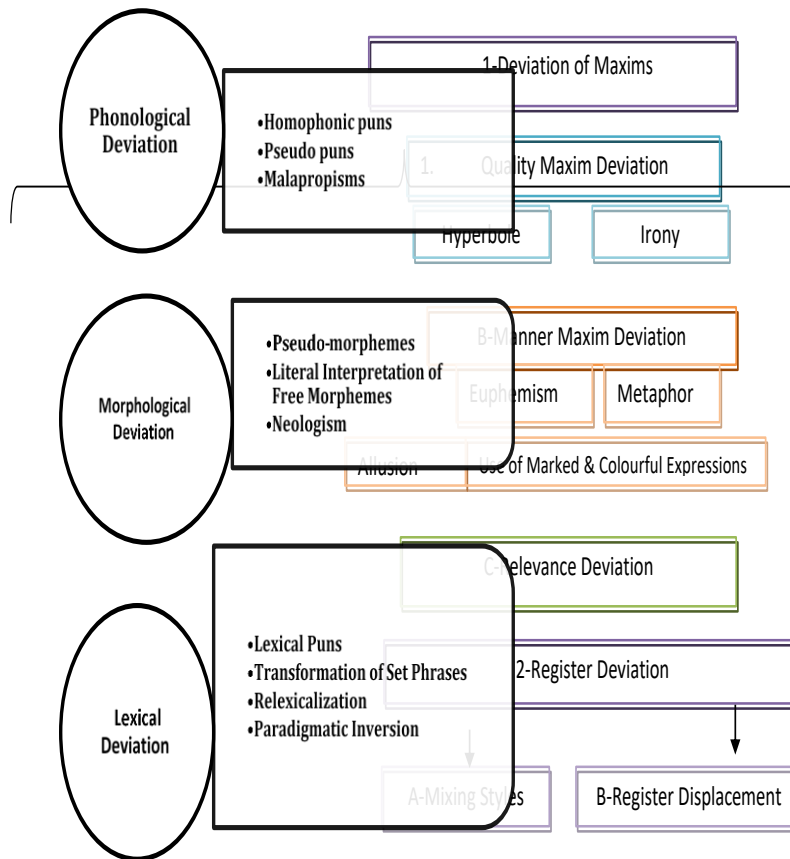 Phonological
Deviation
•Homophonic puns
•Pseudo puns
•Malapropisms
1-Deviation of Maxims
1. Quality Maxim Deviation
Hyperbole
Irony
Morphological
Deviation
•Pseudo-morphemes
•Literal Interpretation of
Free Morphemes
•Neologism
B-Manner Maxim Deviation
Euphemism
Metaphor
Allusion
Use of Marked & Colourful Expressions
Lexical
Deviation
•Lexical Puns
•Transformation of Set Phrases
•Relexicalization
•Paradigmatic Inversion
C-Relevance Deviation
2-Register Deviation
A-Mixing Styles
B-Register Displacement